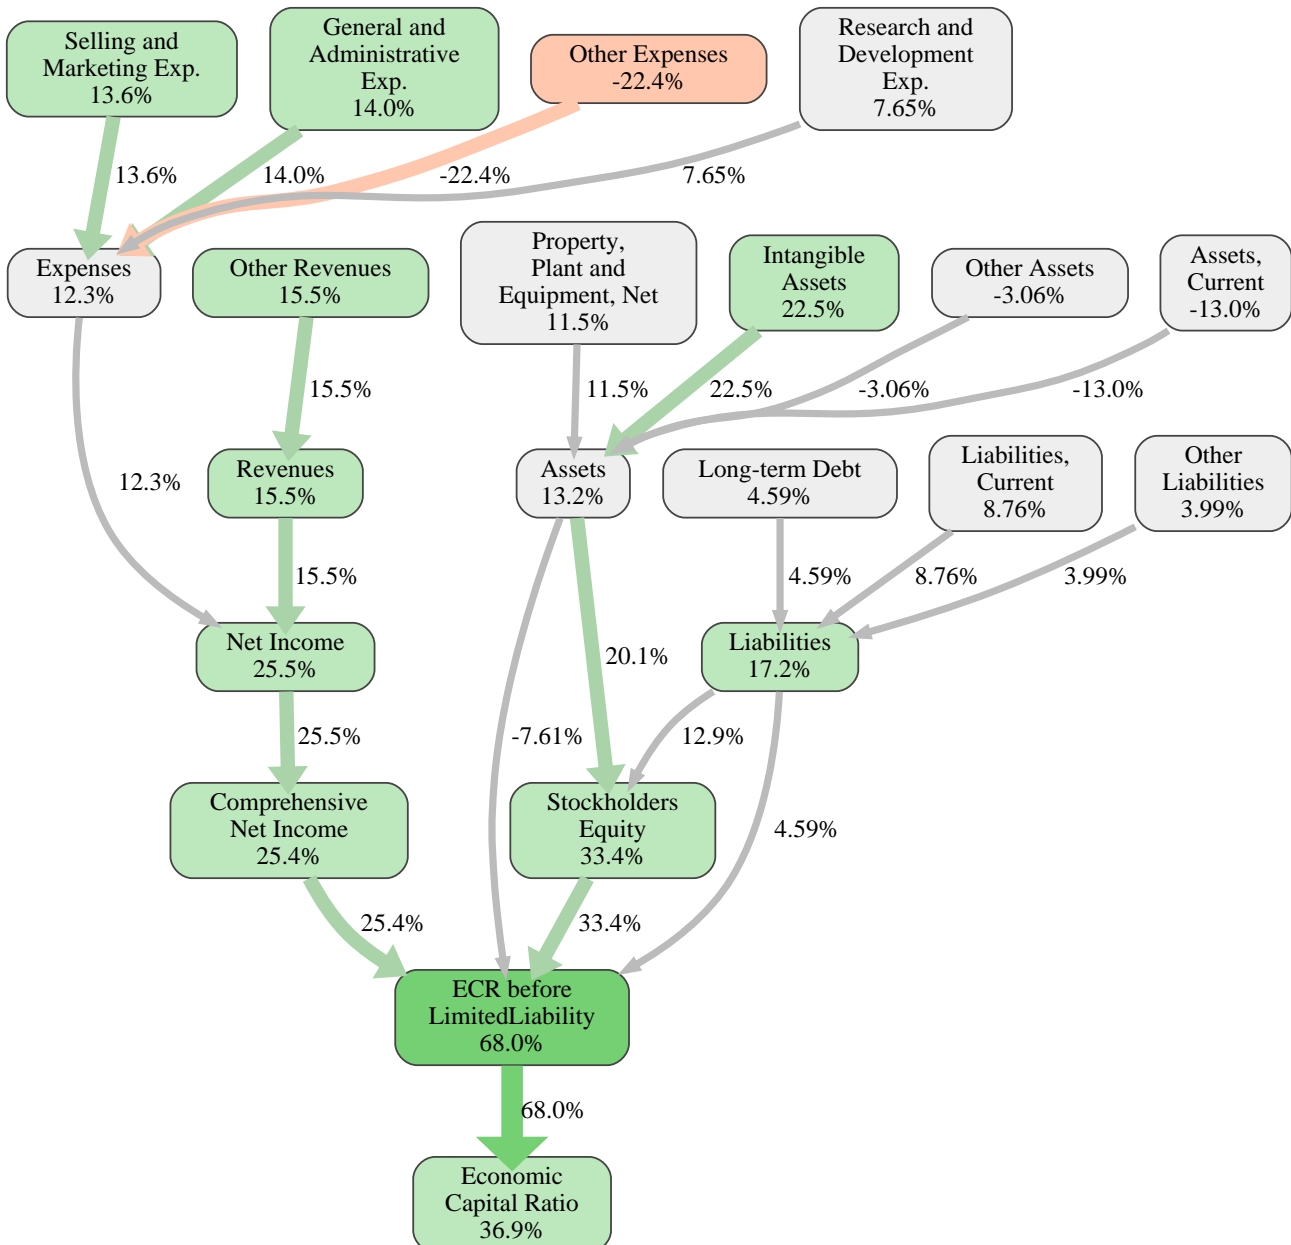 Selling and
Marketing Exp.
13.6%
General and
Administrative
Exp.
14.0%
Other Expenses
-22.4%
Research and
Development
Exp.
7.65%
13.6%
14.0%
-22.4%
7.65%
Expenses
12.3%
Other Revenues
15.5%
Property,
Plant and
Equipment, Net
11.5%
Intangible
Assets
22.5%
Other Assets
-3.06%
Assets,
Current
-13.0%
15.5%
11.5%
22.5%
-3.06%
-13.0%
12.3%
Revenues
15.5%
Assets
13.2%
Long-term Debt
4.59%
Liabilities,
Current
8.76%
Other
Liabilities
3.99%
15.5%
4.59%
8.76%
3.99%
Net Income
25.5%
20.1%
Liabilities
17.2%
25.5%
-7.61%
12.9%
Comprehensive
Net Income
25.4%
Stockholders
Equity
33.4%
4.59%
25.4%
33.4%
ECR before
LimitedLiability
68.0%
68.0%
Economic
Capital Ratio
36.9%